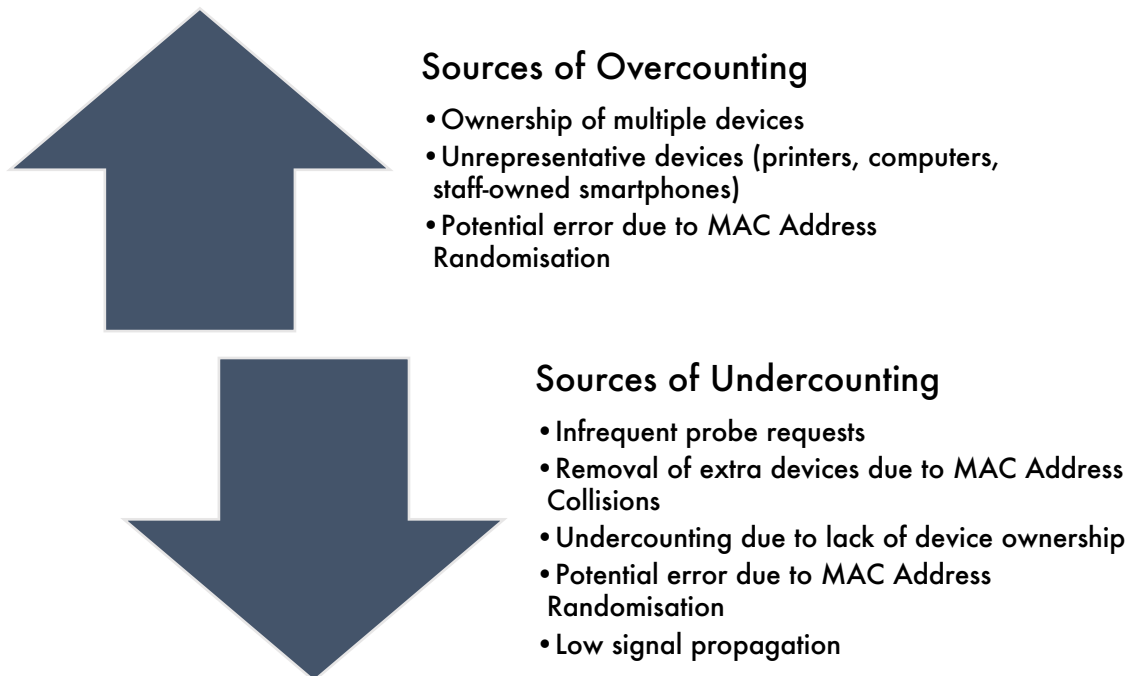 Sources of Overcounting
•Ownership of multiple devices
•Unrepresentative devices (printers, computers,
staff-owned smartphones)
•Potential error due to MAC Address
Randomisation
Sources of Undercounting
•Infrequent probe requests
•Removal of extra devices due to MAC Address
Collisions
•Undercounting due to lack of device ownership
•Potential error due to MAC Address
Randomisation
•Low signal propagation